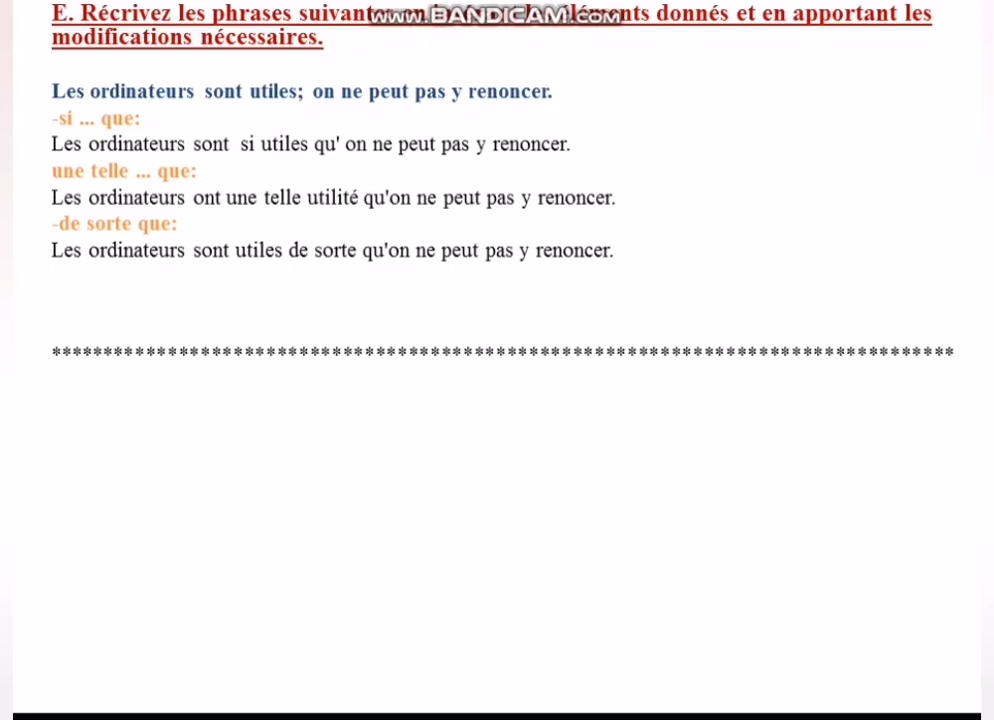 E. Récrivez les phrases suivantes éléments donnés et en apportant les
www.BANDICAM.com
modifications nécessaires.
Les ordinateurs sont utiles; on ne peut pas y renoncer.
-si ... que:
Les ordinateurs sont si utiles qu' on ne peut pas y renoncer.
une telle ... que:
Les ordinateurs ont une telle utilité qu'on ne peut pas y renoncer.
-de sorte que:
Les ordinateurs sont utiles de sorte qu'on ne peut pas y renoncer.
**********************************************************************************